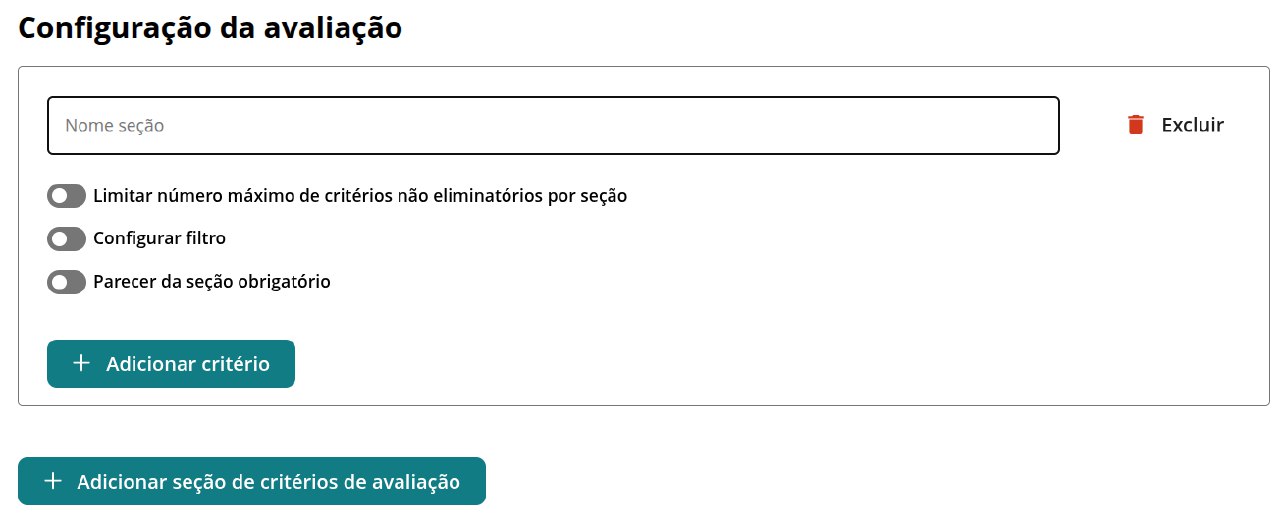 Configuração da avaliação
Nome seção
Excluir
Limitar número máximo de critérios não eliminatórios por seção
Configurar filtro
Parecer da seção obrigatório
Adicionar critério
Adicionar seção de critérios de avaliação